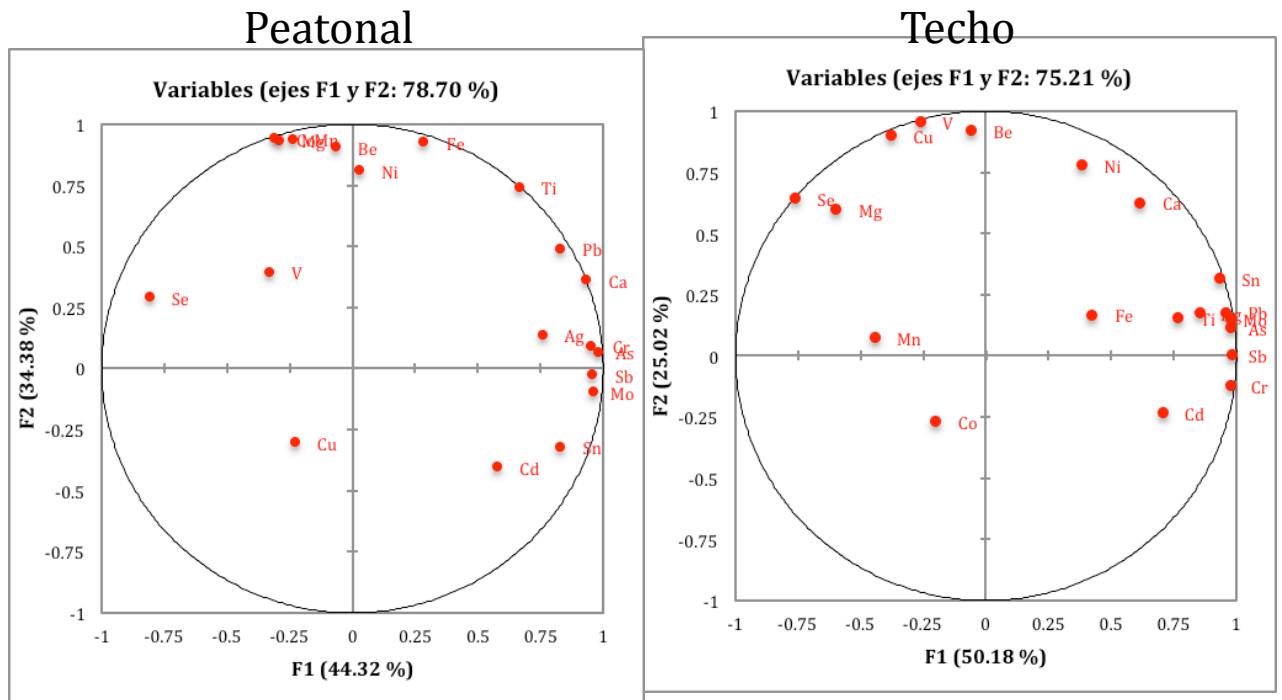 Peatonal
Variables (ejes F1 y F2: 78.70 %)
F2 (34.38 %)
1
0.75
0.5
0.25
0
-0.25
-0.5
-0.75
-1
Mn
Be
Ni
Fe
Ti
Pb
Ca
V
Se
Ag
Cr
As
Sb
Mo
Cu
Cd
Sn
-1
-0.75
-0.5
-0.25
0
0.25
0.5
0.75
1
F1 (44.32 %)
Techo
Variables (ejes F1 y F2: 75.21 %)
F2 (25.02 %)
1
0.75
0.5
0.25
0
-0.25
-0.5
-0.75
-1
V
Cu
Be
Ni
Se
Mg
Ca
Sn
Fe
Ti
Pb
Mo
As
Mn
Sb
Cr
Co
Cd
-1
-0.75
-0.5
-0.25
0
0.25
0.5
0.75
1
F1 (50.18 %)